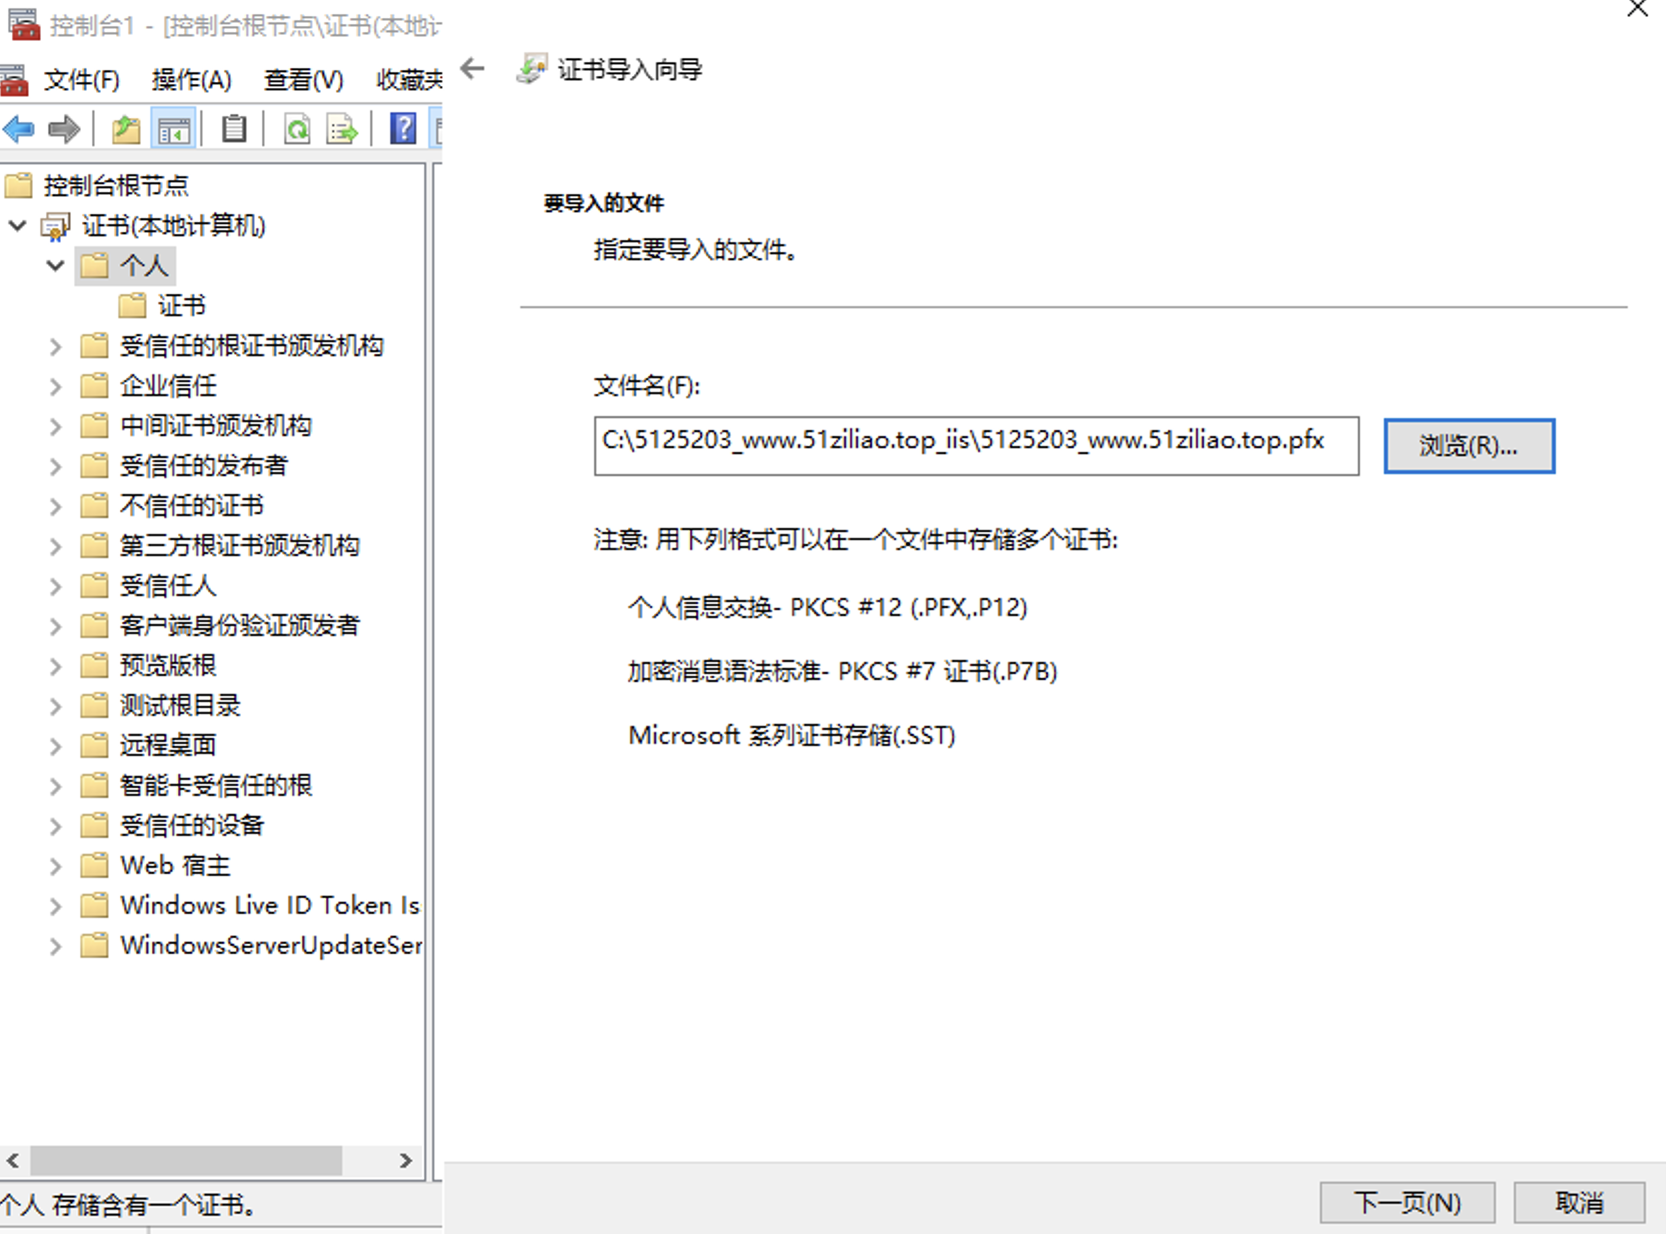 控制台1 - [控制台根节点\证书(本地计
文件(F) 操作(A) 查看(V) 收藏夹
控制台根节点
证书(本地计算机)
个人
证书
受信任的根证书颁发机构
企业信任
中间证书颁发机构
受信任的发布者
不信任的证书
第三方根证书颁发机构
受信任人
客户端身份验证颁发者
预览版根
测试根目录
远程桌面
智能卡受信任的根
受信任的设备
Web 宿主
Windows Live ID Token Is
WindowsServerUpdateSer
个人 存储含有一个证书。
证书导入向导
要导入的文件
指定要导入的文件。
文件名(F):
C:\5125203_www.51ziliao.top_iis\5125203_www.51ziliao.top.pfx
浏览(R)...
注意: 用下列格式可以在一个文件中存储多个证书:
个人信息交换- PKCS #12 (.PFX,.P12)
加密消息语法标准- PKCS #7 证书(.P7B)
Microsoft 系列证书存储(.SST)
下一页(N)
取消